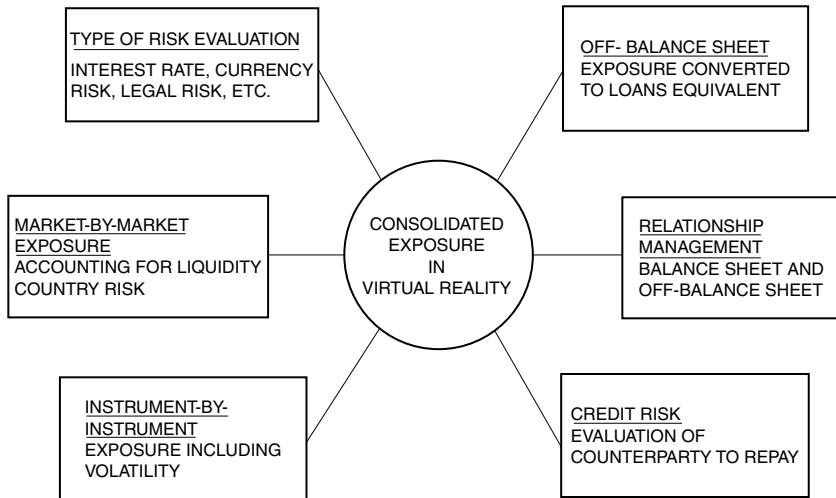 TYPE OF RISK EVALUATION
INTEREST RATE, CURRENCY
RISK, LEGAL RISK, ETC.
OFF- BALANCE SHEET
EXPOSURE CONVERTED
TO LOANS EQUIVALENT
MARKET-BY-MARKET
EXPOSURE
ACCOUNTING FOR LIQUIDITY
COUNTRY RISK
CONSOLIDATED
EXPOSURE
IN
VIRTUAL REALITY
RELATIONSHIP
MANAGEMENT
BALANCE SHEET AND
OFF-BALANCE SHEET
INSTRUMENT-BY-
INSTRUMENT
EXPOSURE INCLUDING
VOLATILITY
CREDIT RISK
EVALUATION OF
COUNTERPARTY TO REPAY